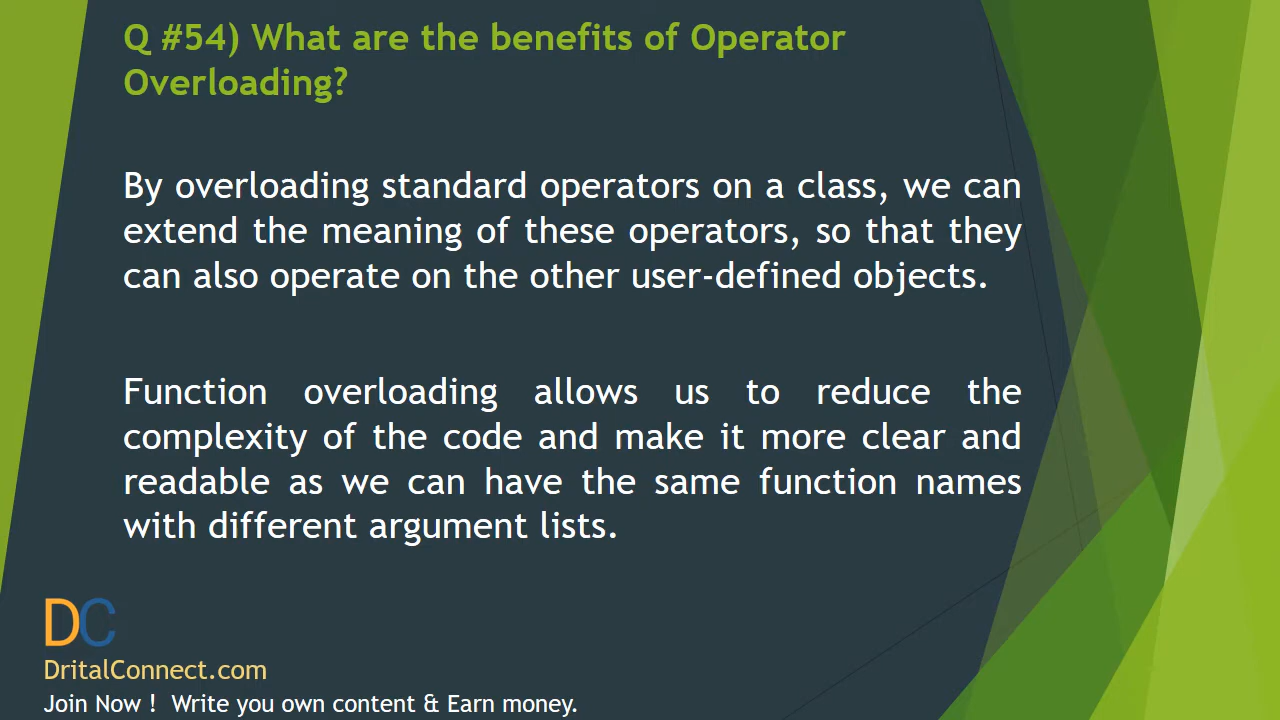 Q #54) What are the benefits of Operator
Overloading?
By overloading standard operators on a class, we can
extend the meaning of these operators, so that they
can also operate on the other user-defined objects.
Function overloading allows us to reduce the
complexity of the code and make it more clear and
readable as we can have the same function names
with different argument lists.
DC
DritalConnect.com
Join Now ! Write you own content & Earn money.